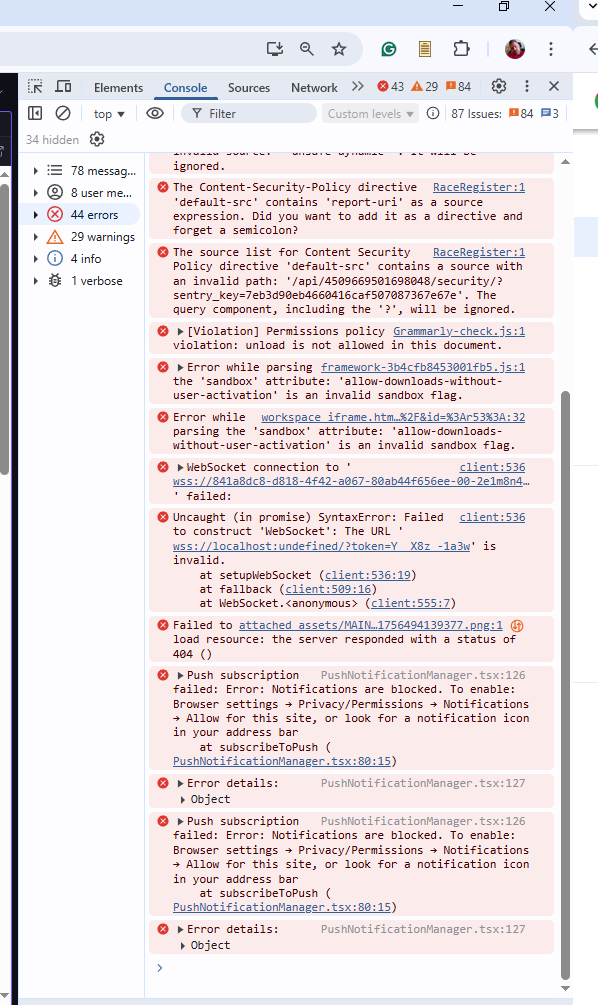 Elements
Console
Sources
Network
43
29
84
top
Filter
Custom levels
87 Issues:
84
3
34 hidden
78 messag...
8 user me...
44 errors
29 warnings
4 info
1 verbose
ignored.
The Content-Security-Policy directive RaceRegister:1
'default-src' contains 'report-uri' as a source
expression. Did you want to add it as a directive and
forget a semicolon?
The source list for Content Security RaceRegister:1
Policy directive 'default-src' contains a source with
an invalid path: '/api/4509669501698048/security/?
sentry_key=7eb3d90eb4660416caf507087367e67e'. The
query component, including the '?', will be ignored.
[Violation] Permissions policy Grammarly-check.js:1
violation: unload is not allowed in this document.
Error while parsing framework-3b4cfb8453001fb5.js:1
the 'sandbox' attribute: 'allow-downloads-without-
user-activation' is an invalid sandbox flag.
Error while workspace_iframe.htm…%2F&id=%3Ar53%3A:32
parsing the 'sandbox' attribute: 'allow-downloads-
without-user-activation' is an invalid sandbox flag.
WebSocket connection to ' client:536
wss://841a8dc8-d818-4f42-a067-80ab44f656ee-00-2e1m8n4…
' failed:
Uncaught (in promise) SyntaxError: Failed client:536
to construct 'WebSocket': The URL '
wss://localhost:undefined/?token=Y__X8z_-1a3w' is
invalid.
at setupWebSocket (client:536:19)
at fallback (client:509:16)
at WebSocket.<anonymous> (client:555:7)
Failed to attached_assets/MAIN…1756494139377.png:1
load resource: the server responded with a status of
404 ()
Push subscription PushNotificationManager.tsx:126
failed: Error: Notifications are blocked. To enable:
Browser settings → Privacy/Permissions → Notifications
→ Allow for this site, or look for a notification icon
in your address bar
at subscribeToPush (
PushNotificationManager.tsx:80:15)
Error details: PushNotificationManager.tsx:127
Object
Push subscription PushNotificationManager.tsx:126
failed: Error: Notifications are blocked. To enable:
Browser settings → Privacy/Permissions → Notifications
→ Allow for this site, or look for a notification icon
in your address bar
at subscribeToPush (
PushNotificationManager.tsx:80:15)
Error details: PushNotificationManager.tsx:127
Object